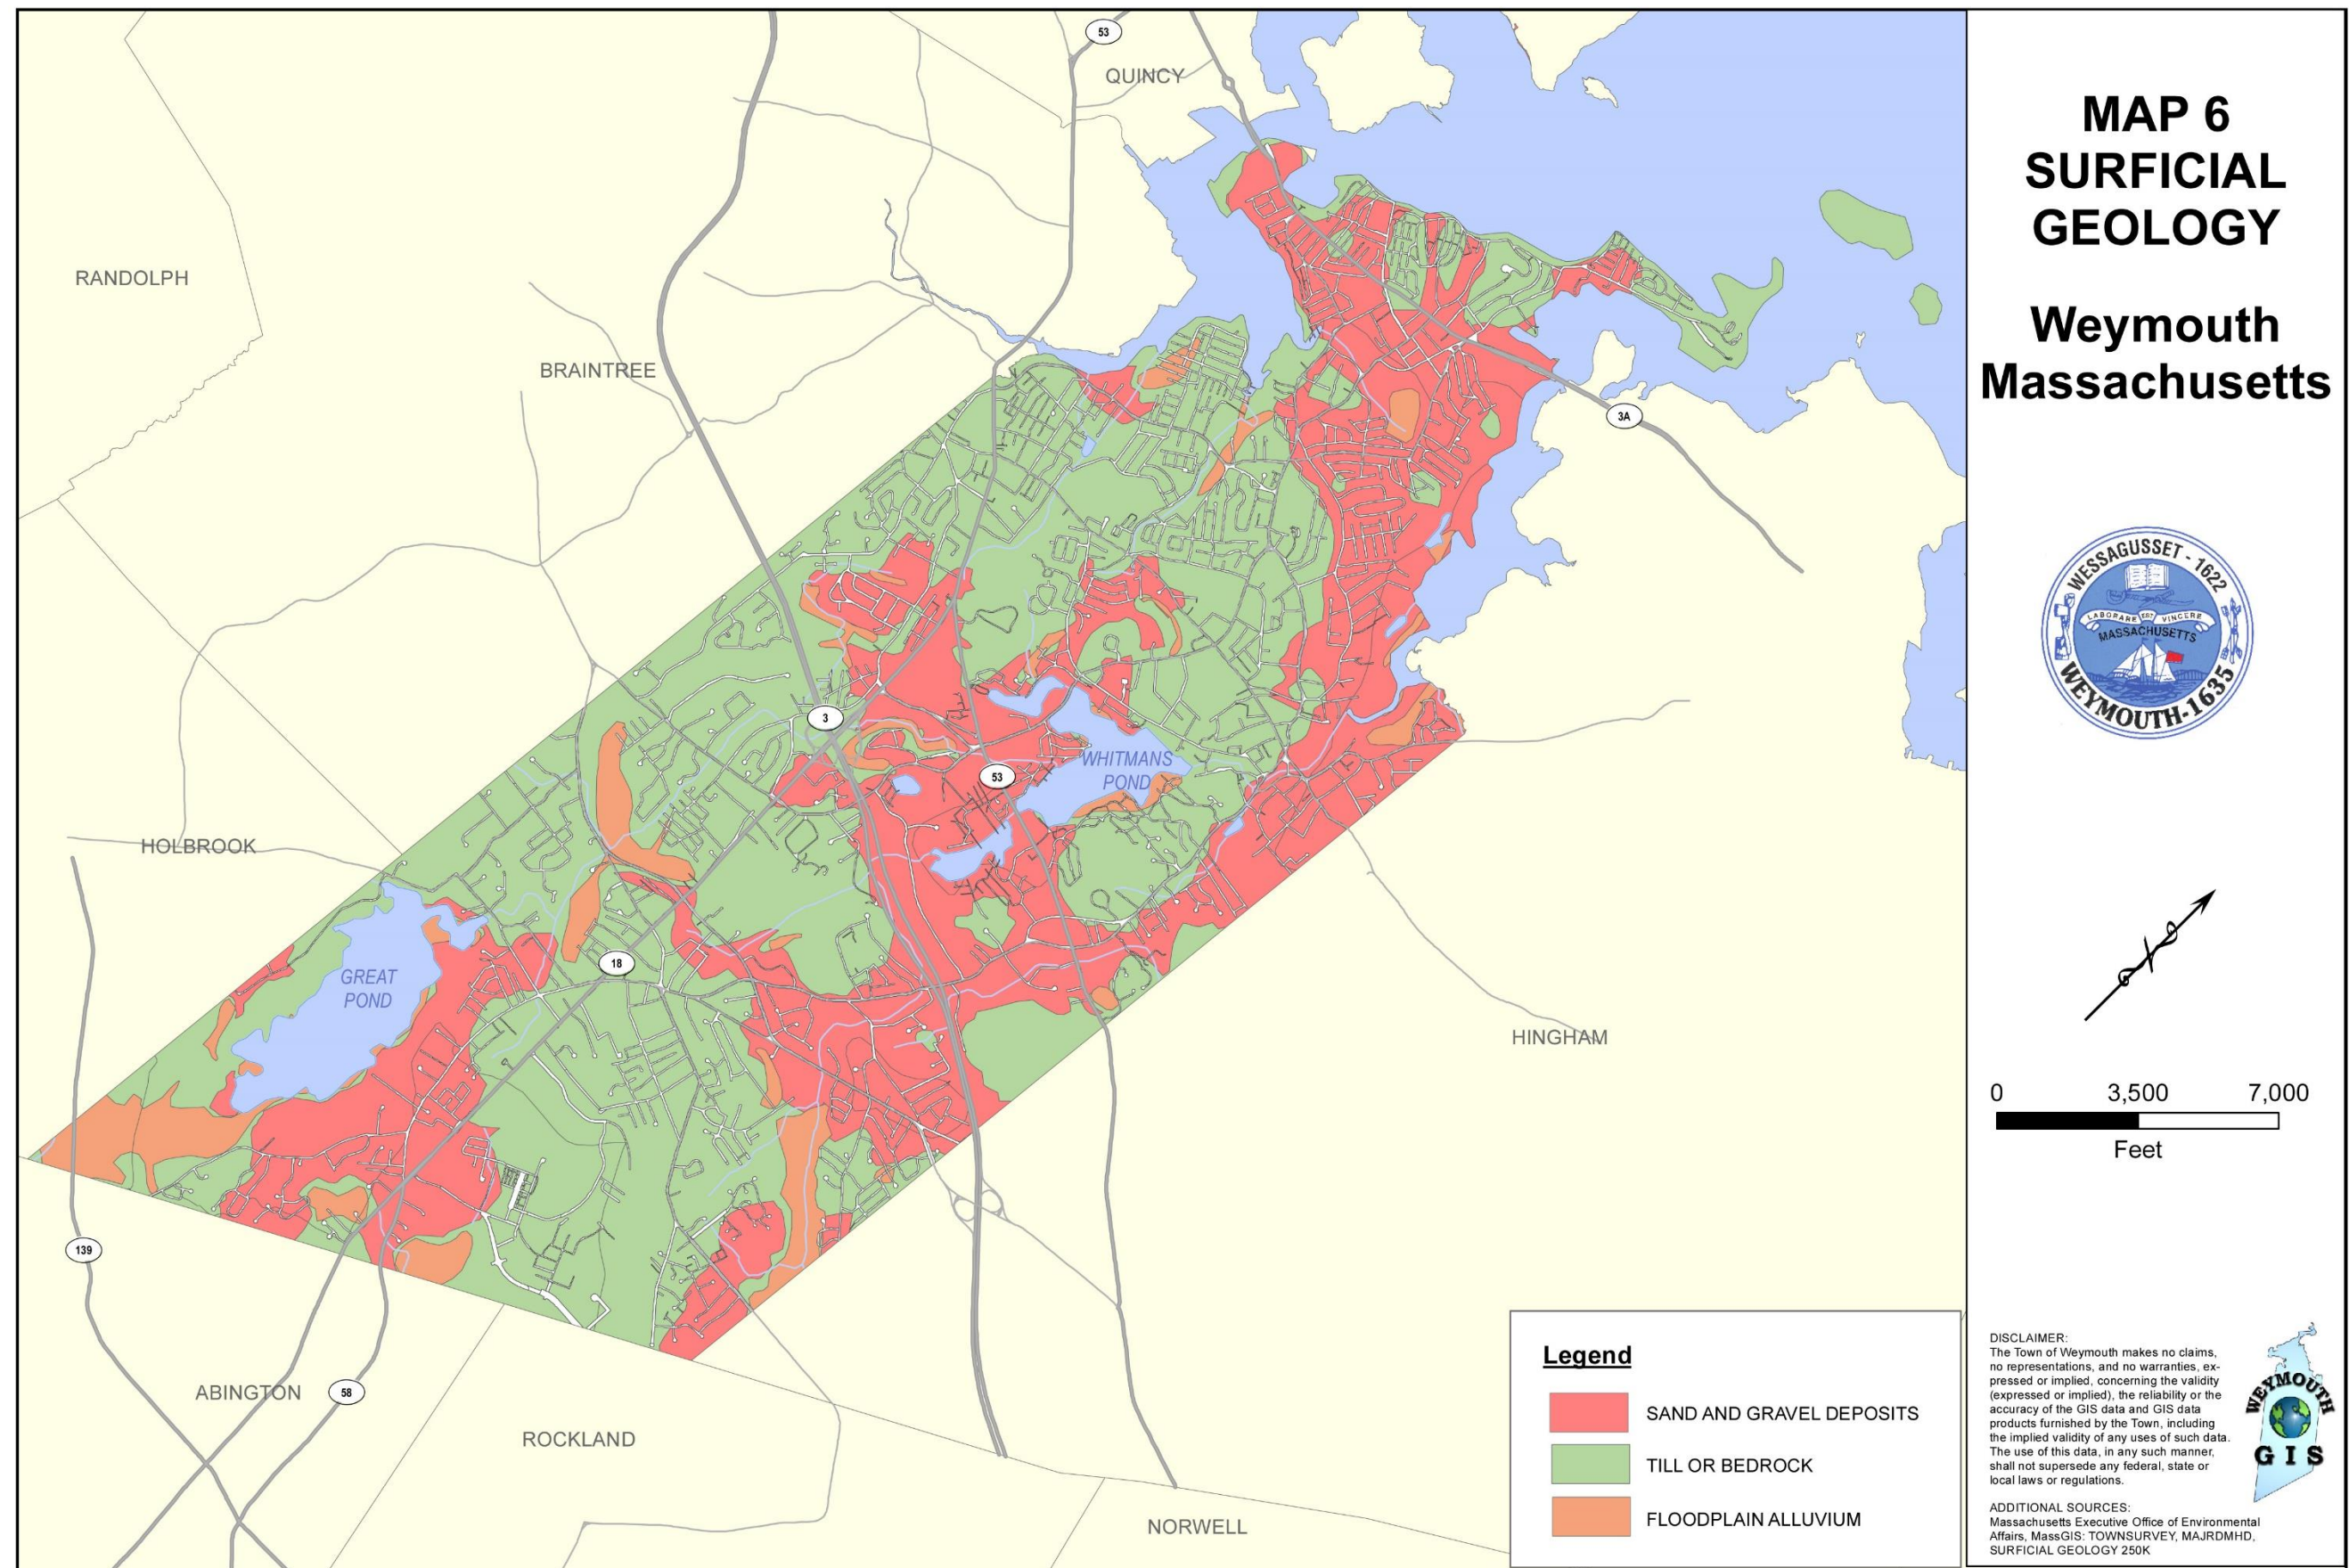 MAP 6
SURFICIAL
GEOLOGY
Weymouth
Massachusetts
WESSAGUSSET - 1622
LABORARE EST VINCERE
MASSACHUSETTS
WEYMOUTH-1635
N
0 3,500 7,000
Feet
DISCLAIMER:
The Town of Weymouth makes no claims,
no representations, and no warranties, ex-
pressed or implied, concerning the validity
(expressed or implied), the reliability or the
accuracy of the GIS data and GIS data
products furnished by the Town, including
the implied validity of any uses of such data.
The use of this data, in any such manner,
shall not supersede any federal, state or
local laws or regulations.
WEYMOUTH
GIS
ADDITIONAL SOURCES:
Massachusetts Executive Office of Environmental
Affairs, MassGIS: TOWNSURVEY, MAJRDMHD,
SURFICIAL GEOLOGY 250K
53
QUINCY
RANDOLPH
BRAINTREE
3A
3
WHITMANS
POND
53
HOLBROOK
18
GREAT
POND
HINGHAM
139
ABINGTON
58
ROCKLAND
NORWELL
Legend
SAND AND GRAVEL DEPOSITS
TILL OR BEDROCK
FLOODPLAIN ALLUVIUM